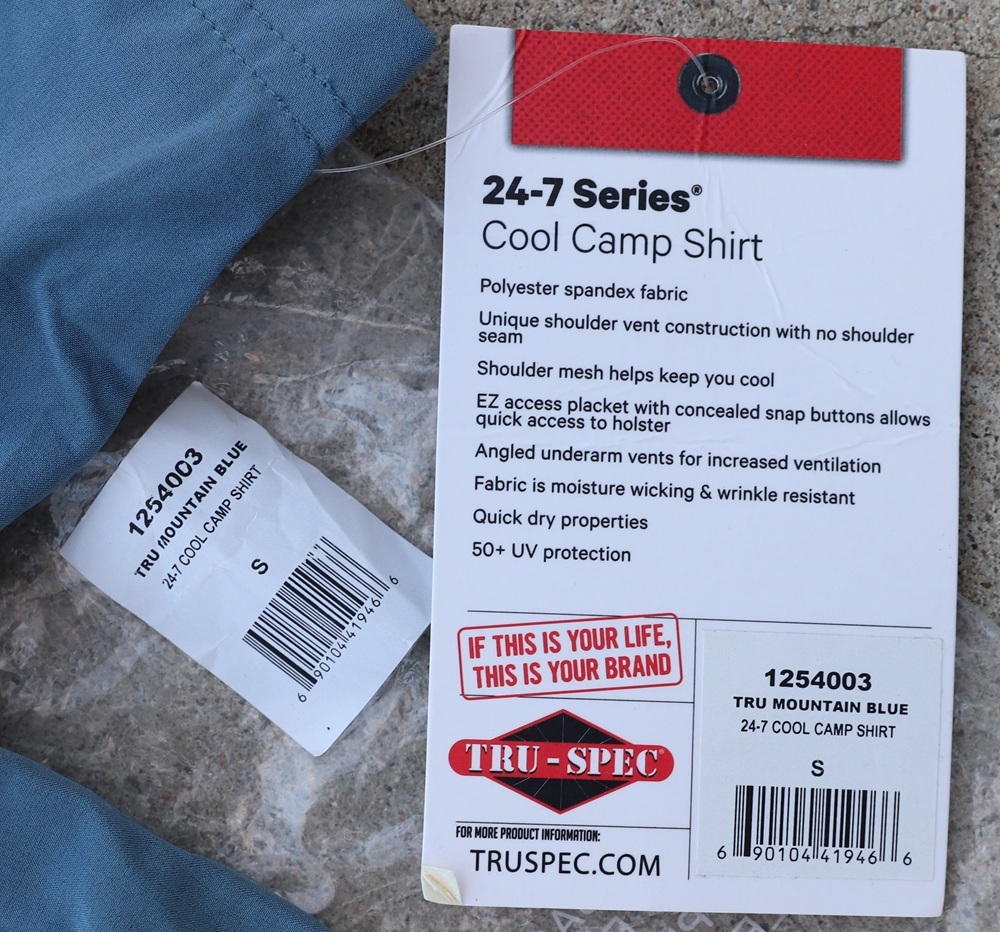 24-7 Series®
Cool Camp Shirt
Polyester spandex fabric
Unique shoulder vent construction with no shoulder
seam
Shoulder mesh helps keep you cool
EZ access placket with concealed snap buttons allows
quick access to holster
Angled underarm vents for increased ventilation
Fabric is moisture wicking & wrinkle resistant
Quick dry properties
50+ UV protection
IF THIS IS YOUR LIFE,
THIS IS YOUR BRAND
TRU-SPEC®
FOR MORE PRODUCT INFORMATION:
TRUSPEC.COM
1254003
TRU MOUNTAIN BLUE
24-7 COOL CAMP SHIRT
S
6 90104 41946 6
1254003
TRU MOUNTAIN BLUE
24-7 COOL CAMP SHIRT
S
6 90104 41946 6